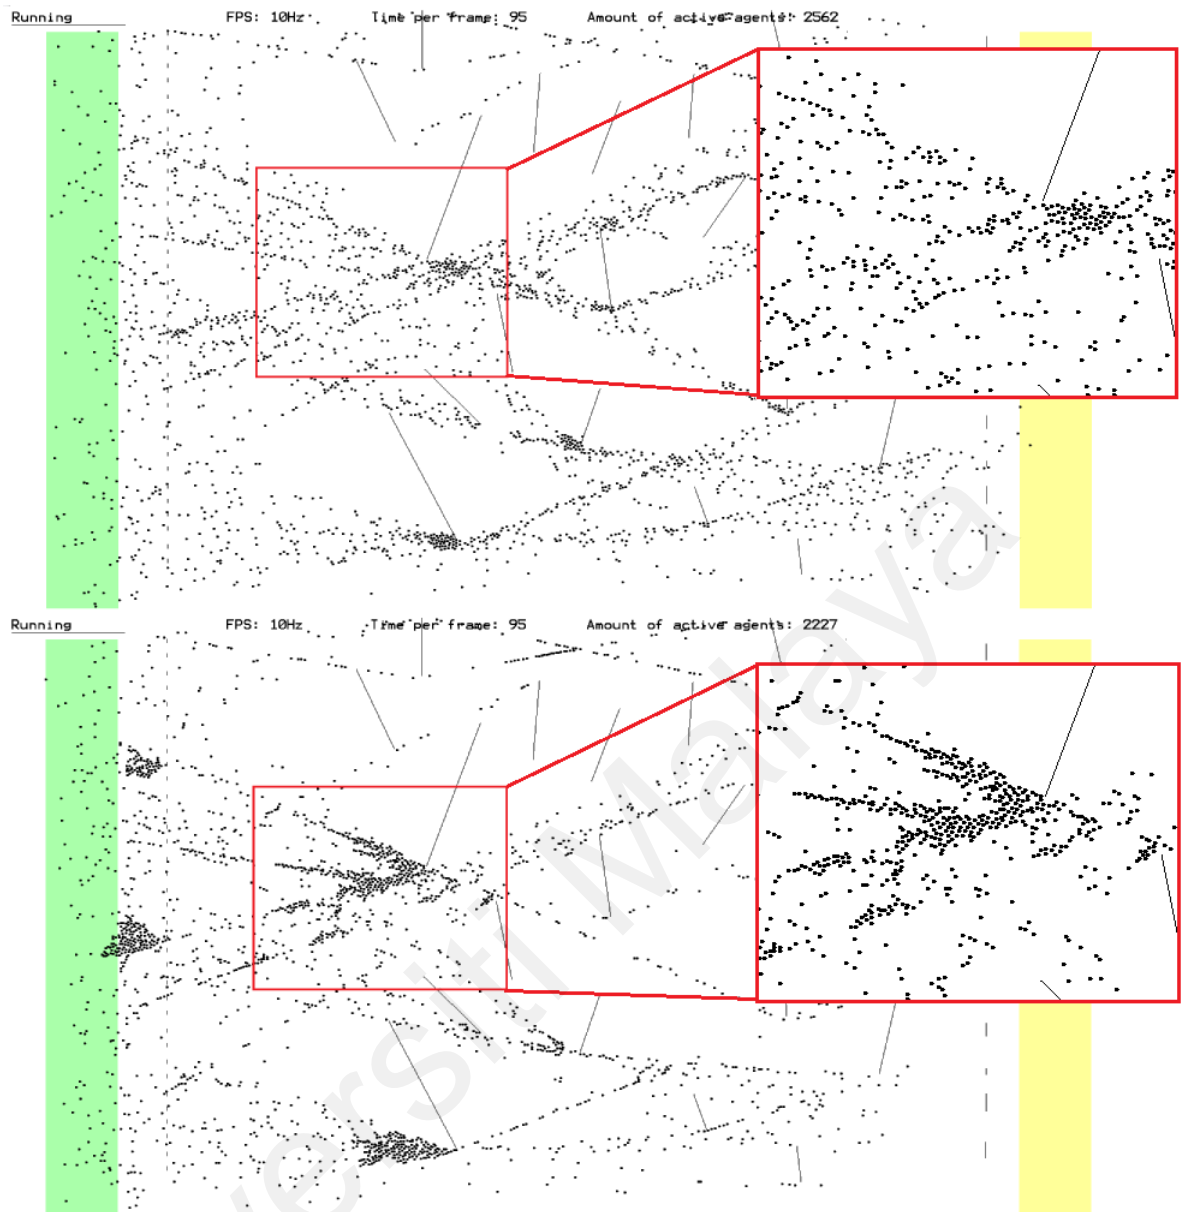 Running FPS: 10Hz Time per frame: 95 Amount of active agents: 2562
Running FPS: 10Hz Time per frame: 95 Amount of active agents: 2227
versiti Malaya